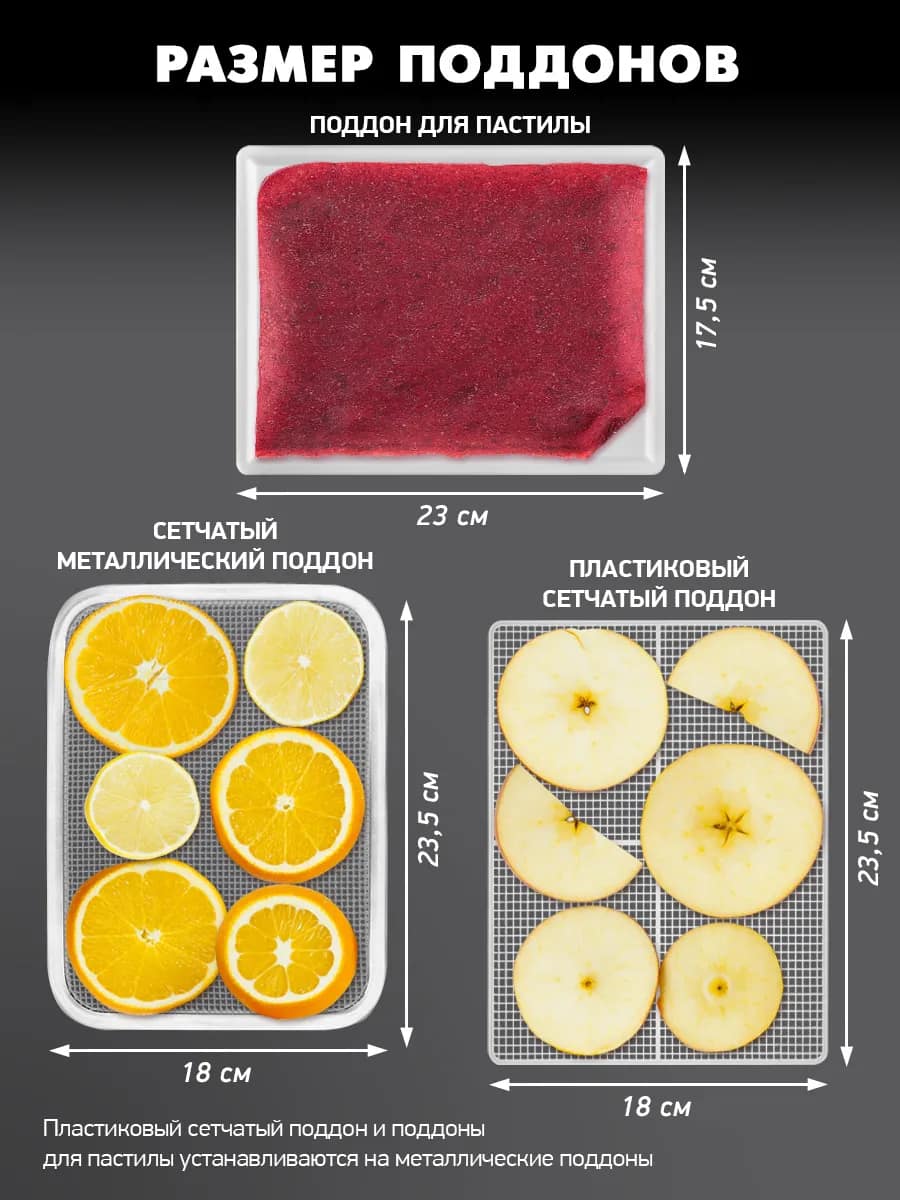 РАЗМЕР ПОДДОНОВ
ПОДДОН ДЛЯ ПАСТИЛЫ
17,5 см
23 см
СЕТЧАТЫЙ
МЕТАЛЛИЧЕСКИЙ ПОДДОН
23,5 см
18 см
ПЛАСТИКОВЫЙ
СЕТЧАТЫЙ ПОДДОН
23,5 см
18 см
Пластиковый сетчатый поддон и поддоны
для пастилы устанавливаются на металлические поддоны